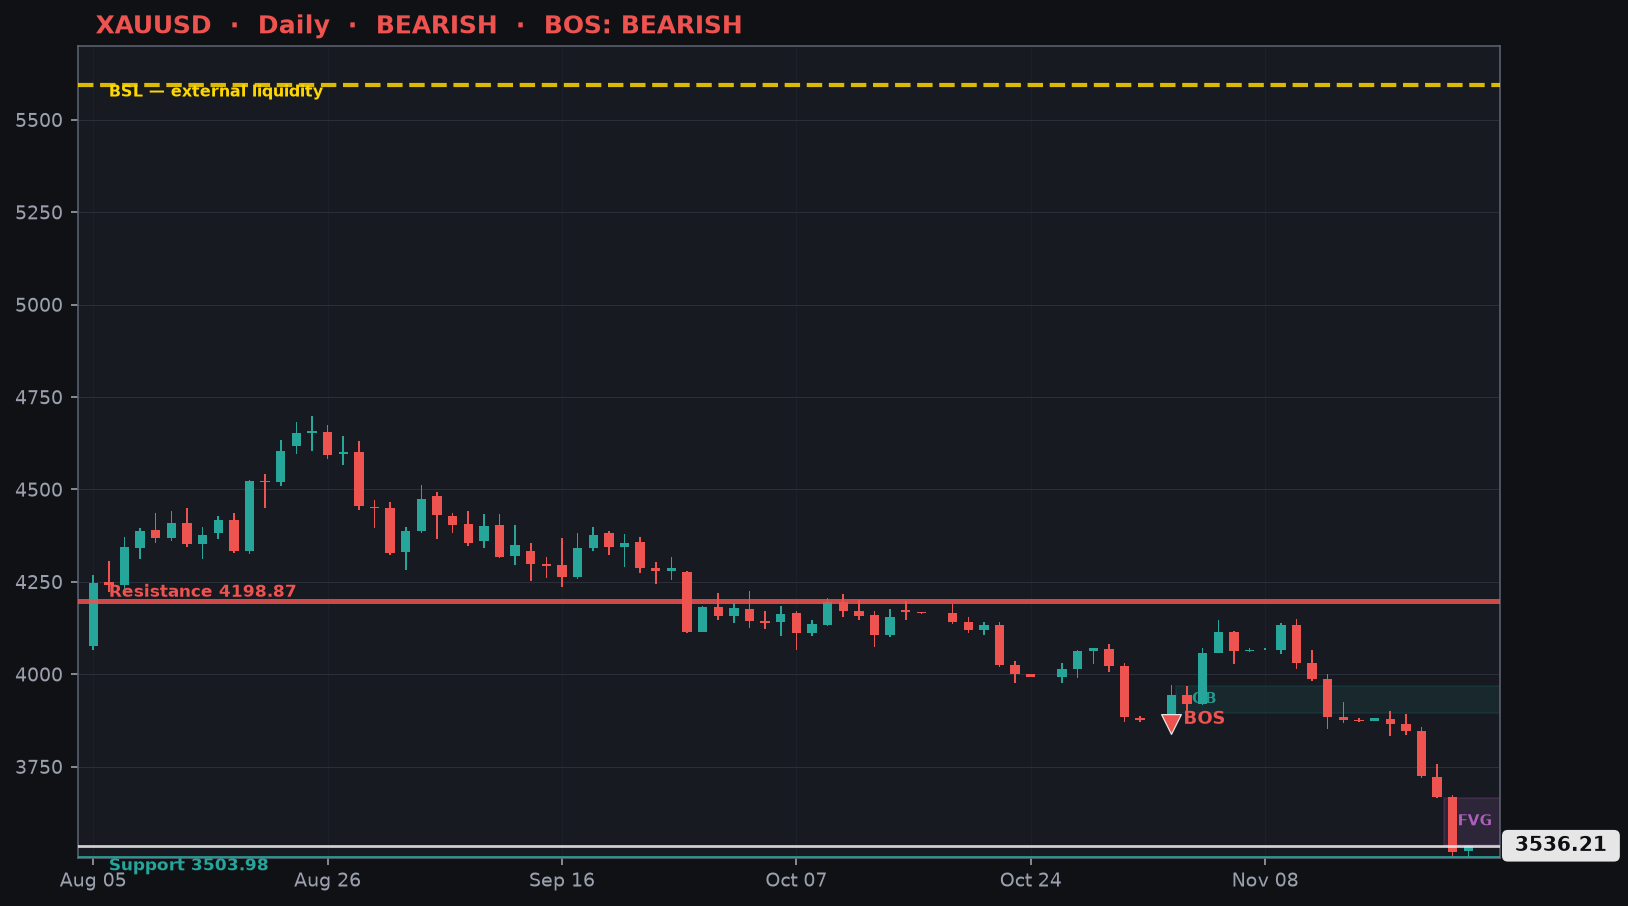 XAUUSD · Daily · BEARISH · BOS: BEARISH
BSL — external liquidity
5500
5250
5000
4750
4500
4250
4000
3750
Resistance 4198.87
OB
BOS
FVG
3536.21
Support 3503.98
Aug 05
Aug 26
Sep 16
Oct 07
Oct 24
Nov 08